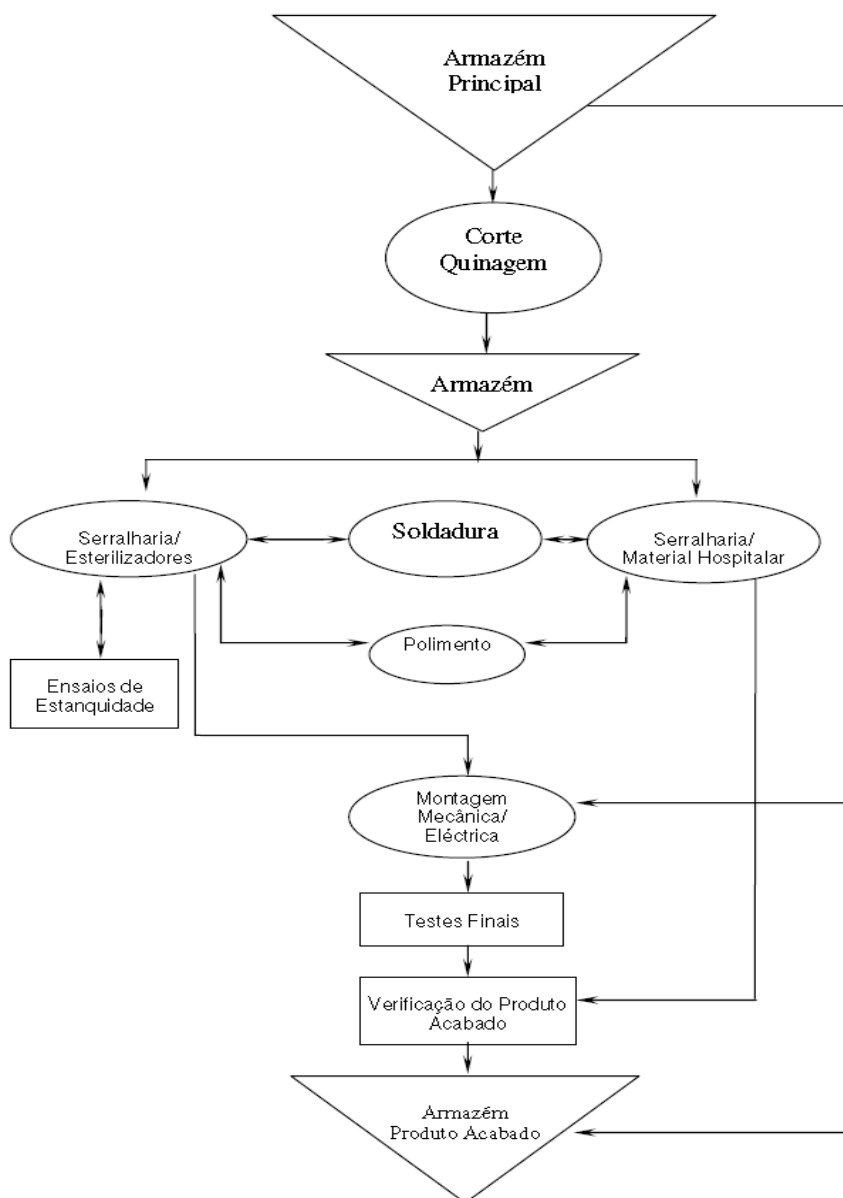 Armazém
Principal
Corte
Quinagem
Armazém
Serralharia/
Esterilizadores
Soldadura
Serralharia/
Material Hospitalar
Polimento
Ensaios de
Estanquidade
Montagem
Mecânica/
Eléctrica
Testes Finais
Verificação do Produto
Acabado
Armazém
Produto Acabado